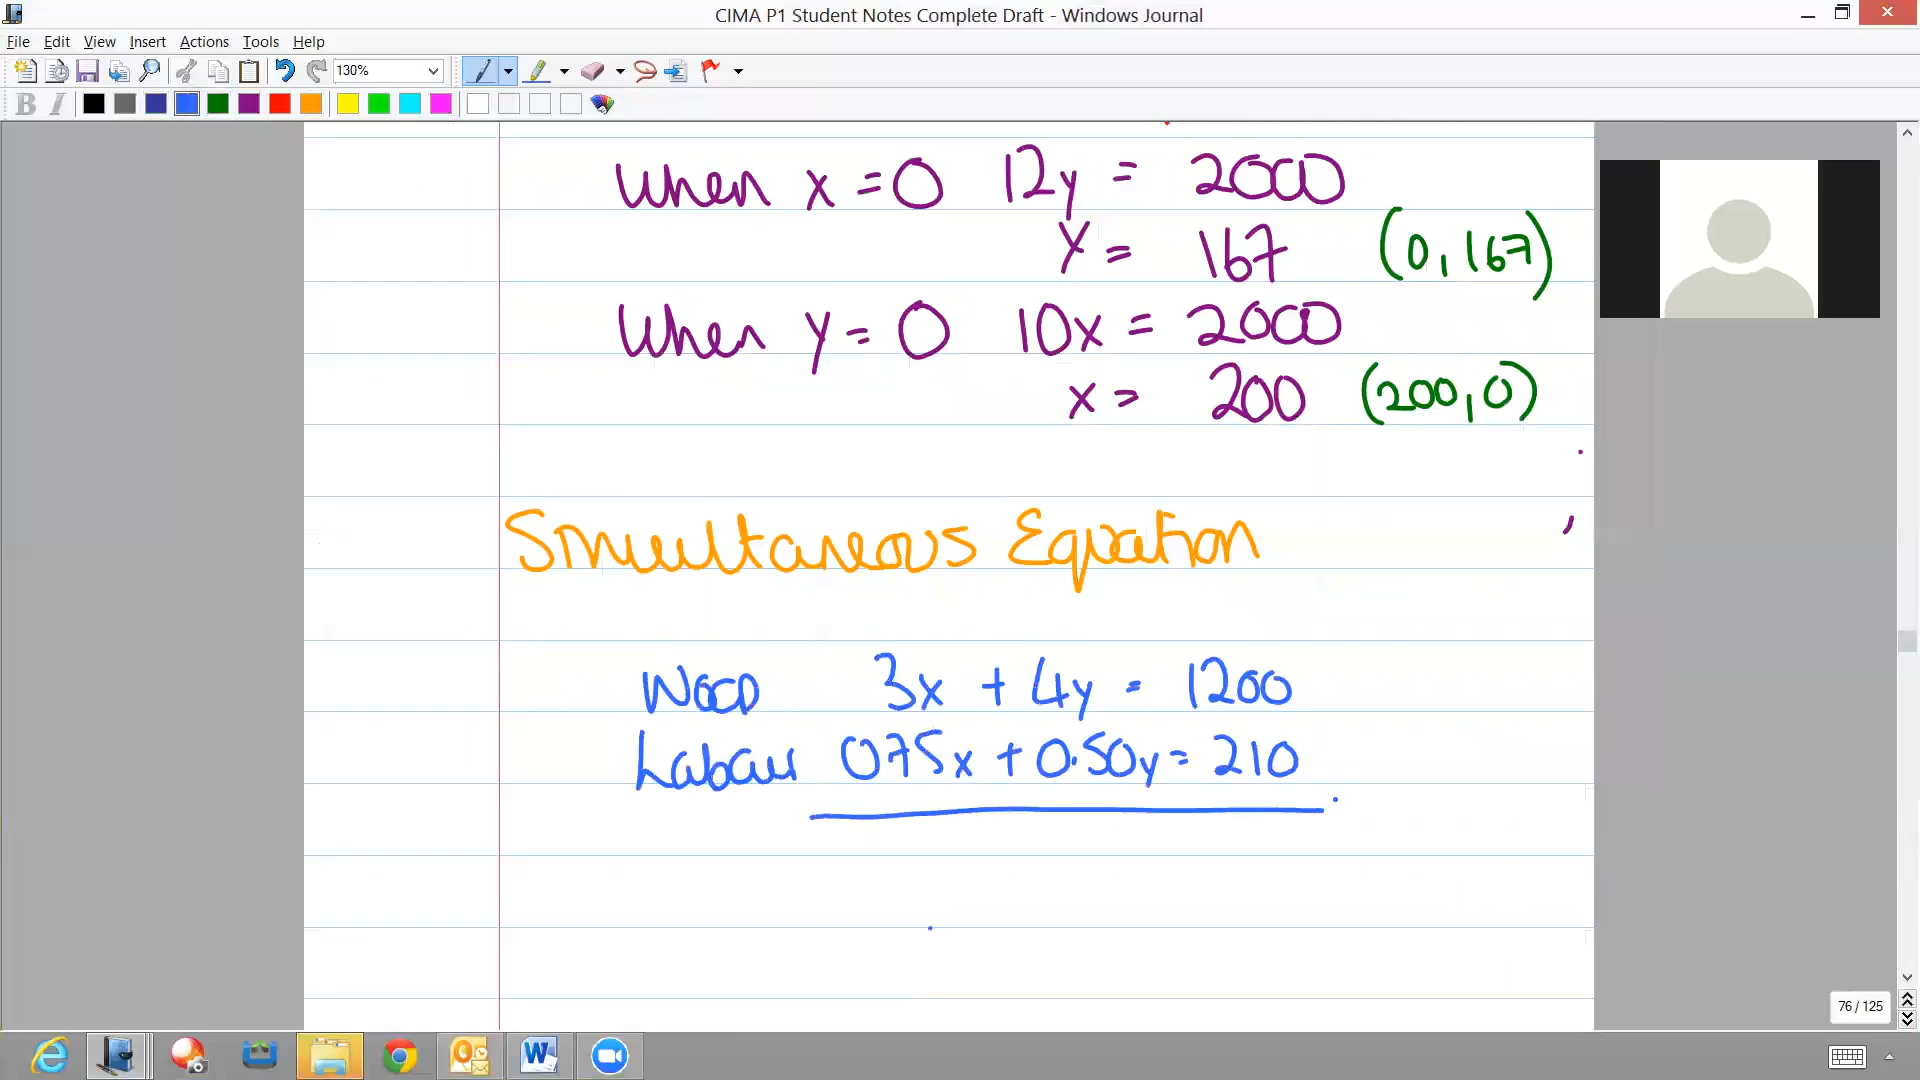 CIMA P1 Student Notes Complete Draft - Windows Journal
File Edit View Insert Actions Tools Help
130%
B I
When x = 0 12y = 2000
y = 167 (0, 167)
When y = 0 10x = 2000
x = 200 (200, 0)
Simultaneous Equation
Wood 3x + 4y = 1200
Labour 075x + 0.50y = 210
76 / 125